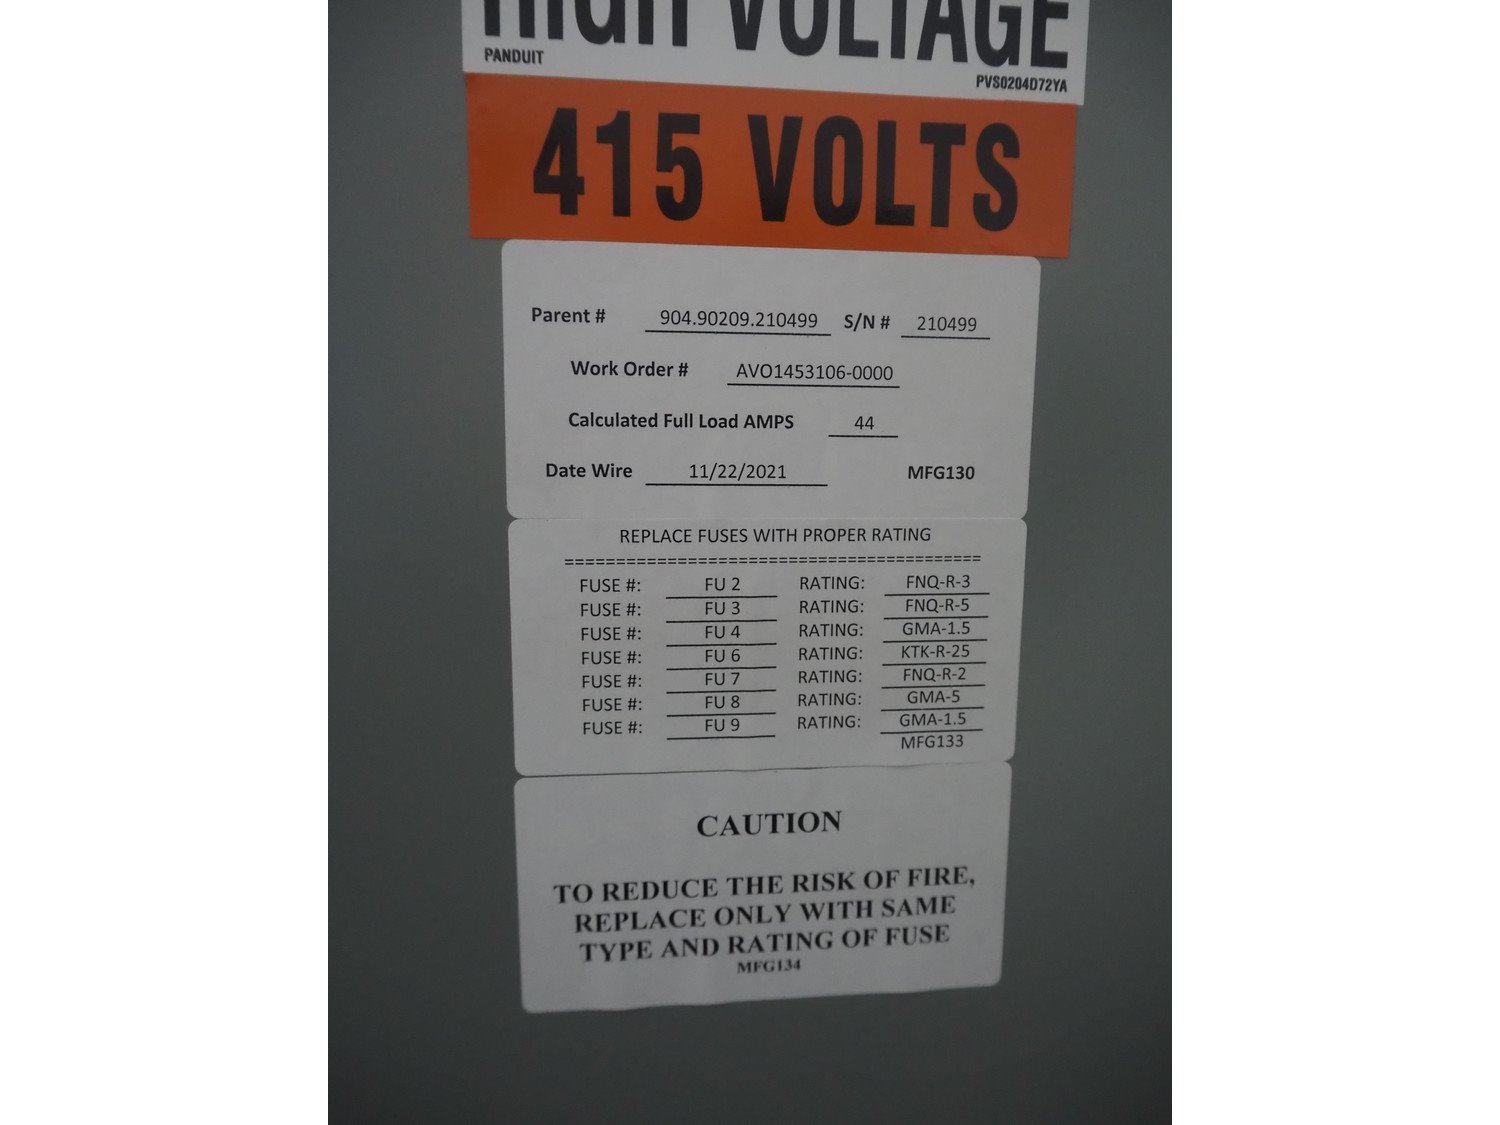 HIGH VOLTAGE
PANDUIT
PVS0204D72YA
415 VOLTS
Parent # 904.90209.210499 S/N # 210499
Work Order # AVO1453106-0000
Calculated Full Load AMPS 44
Date Wire 11/22/2021 MFG130
REPLACE FUSES WITH PROPER RATING
==========================================
FUSE #: FU 2 RATING: FNQ-R-3
FUSE #: FU 3 RATING: FNQ-R-5
FUSE #: FU 4 RATING: GMA-1.5
FUSE #: FU 6 RATING: KTK-R-25
FUSE #: FU 7 RATING: FNQ-R-2
FUSE #: FU 8 RATING: GMA-5
FUSE #: FU 9 RATING: GMA-1.5
MFG133
CAUTION
TO REDUCE THE RISK OF FIRE,
REPLACE ONLY WITH SAME
TYPE AND RATING OF FUSE
MFG134